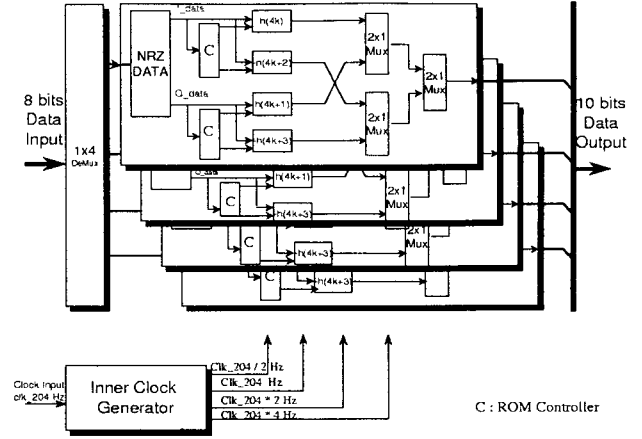 I_data
h(4k)
NRZ
DATA
C
n(4k+2)
2x1
Mux
2x1
Mux
8 bits
Data
Input
Q_data
h(4k+1)
C
h(4k+3)
2x1
Mux
10 bits
Data
Output
1x4
DeMux
h(4k+1)
C
h(4k+3)
2x1
Mux
C
h(4k+3)
2x1
Mux
C
h(4k+3)
Clock Input
clk_204 Hz
Inner Clock
Generator
Clk_204 / 2 Hz
Clk_204 Hz
Clk_204 * 2 Hz
Clk_204 * 4 Hz
C : ROM Controller